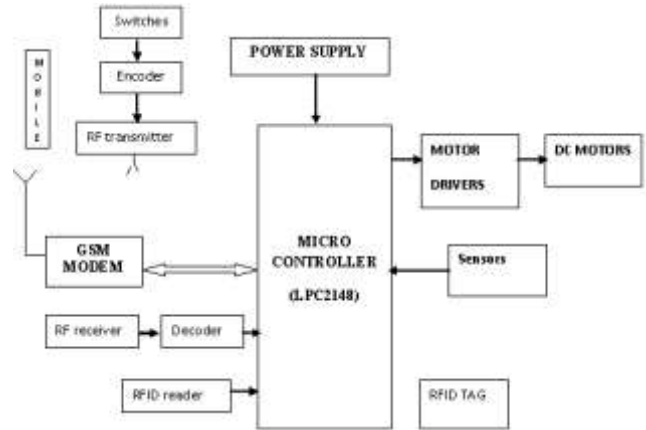 Switches
POWER SUPPLY
M
O
B
I
L
E
Encoder
RF transmitter
MOTOR
DRIVERS
DC MOTORS
GSM
MODEM
MICRO
CONTROLLER
(LPC2148)
Sensors
RF receiver
Decoder
RFID reader
RFID TAG